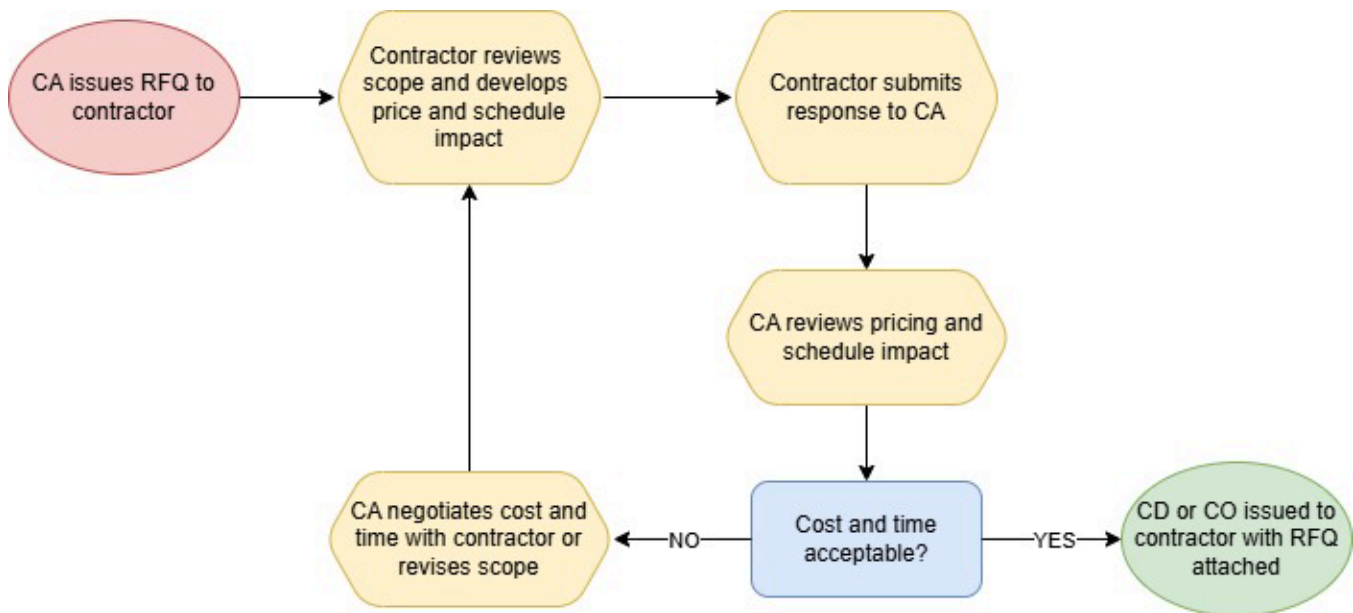 CA issues RFQ to
contractor
Contractor reviews
scope and develops
price and schedule
impact
Contractor submits
response to CA
CA reviews pricing and
schedule impact
Cost and time
acceptable?
NO
CA negotiates cost and
time with contractor or
revises scope
YES
CD or CO issued to
contractor with RFQ
attached